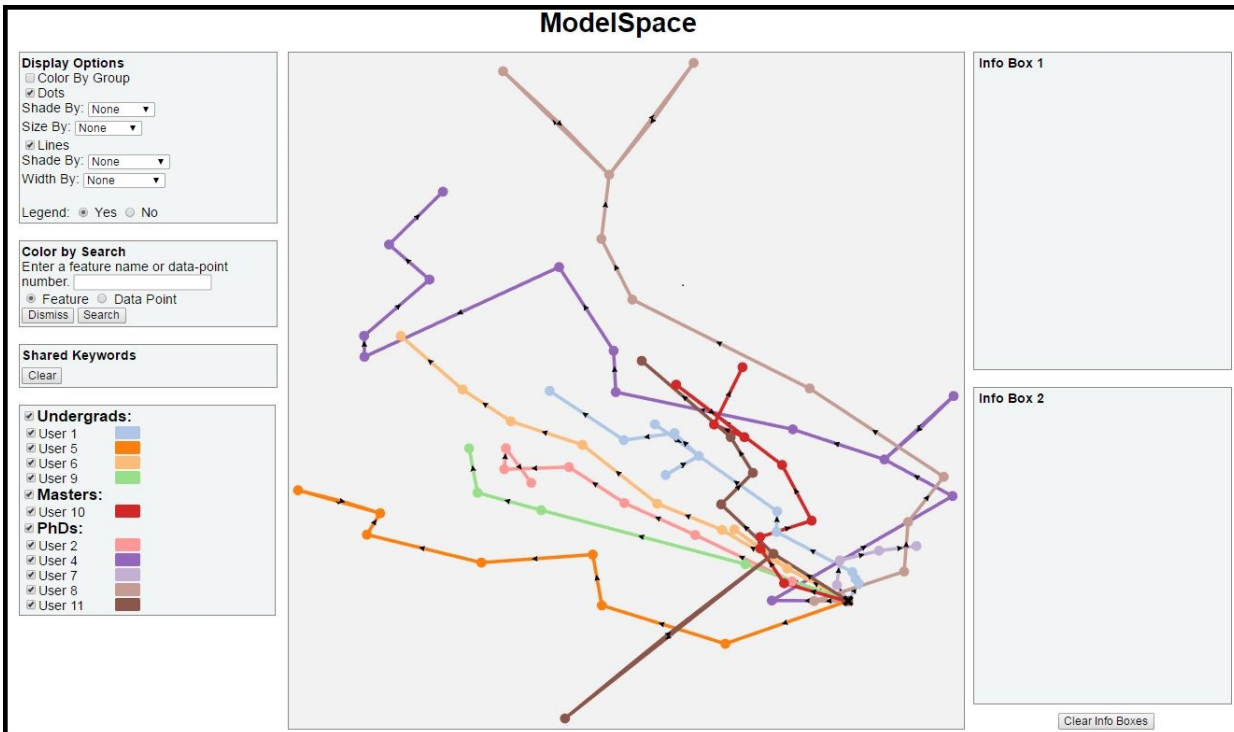 ModelSpace
Display Options
Color By Group
Dots
Shade By: None
Size By: None
Lines
Shade By: None
Width By: None
Legend: Yes No
Color by Search
Enter a feature name or data-point
number.
Feature Data Point
Dismiss Search
Shared Keywords
Clear
Undergrads:
User 1
User 5
User 6
User 9
Masters:
User 10
PhDs:
User 2
User 4
User 7
User 8
User 11
Info Box 1
Info Box 2
Clear Info Boxes